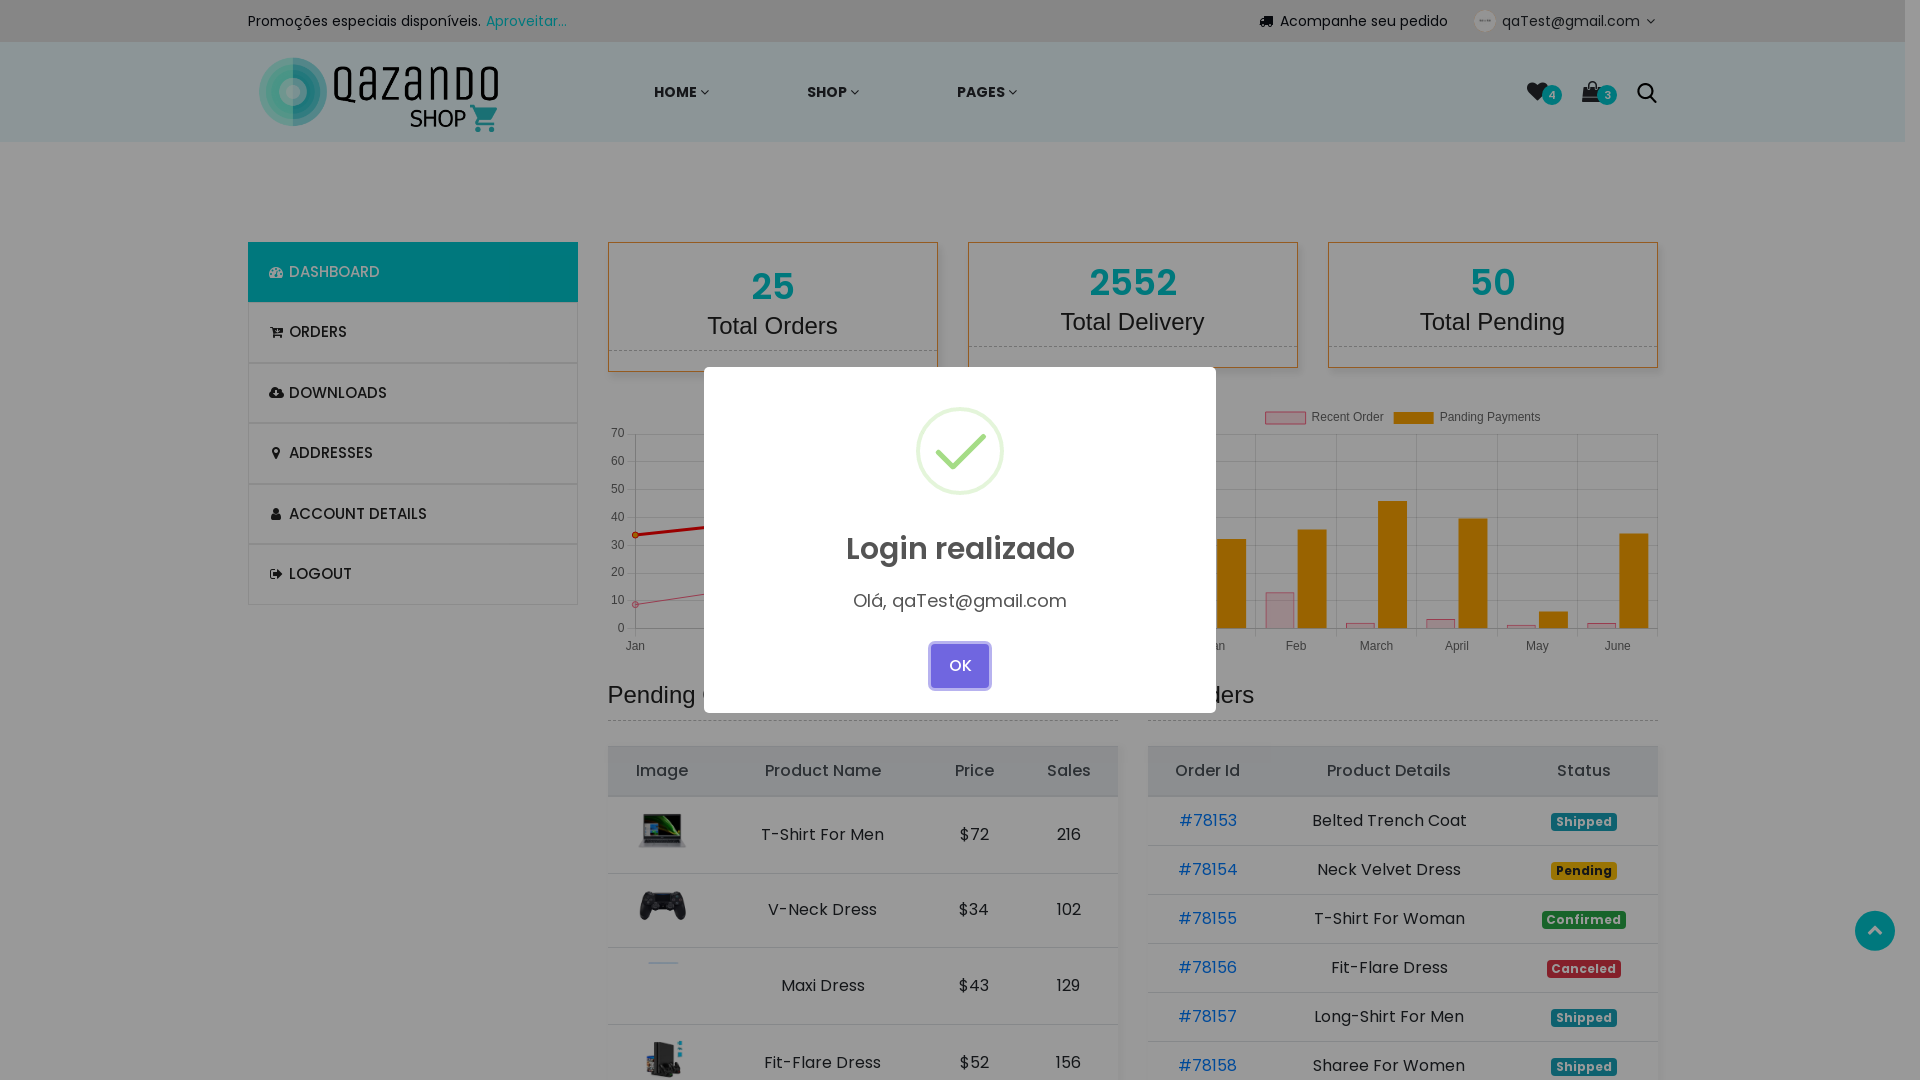 Promoções especiais disponíveis. Aproveitar...
Acompanhe seu pedido
qaTest@gmail.com
QAZANDO
SHOP
HOME
SHOP
PAGES
4
3
DASHBOARD
ORDERS
DOWNLOADS
ADDRESSES
ACCOUNT DETAILS
LOGOUT
25
Total Orders
2552
Total Delivery
50
Total Pending
70
60
50
40
30
20
10
0
Jan
Recent Order
Panding Payments
Feb
March
April
May
June
Login realizado
Olá, qaTest@gmail.com
OK
Pending
Image Product Name Price Sales
T-Shirt For Men $72 216
V-Neck Dress $34 102
Maxi Dress $43 129
Fit-Flare Dress $52 156
Order Id Product Details Status
#78153 Belted Trench Coat Shipped
#78154 Neck Velvet Dress Pending
#78155 T-Shirt For Woman Confirmed
#78156 Fit-Flare Dress Canceled
#78157 Long-Shirt For Men Shipped
#78158 Sharee For Women Shipped